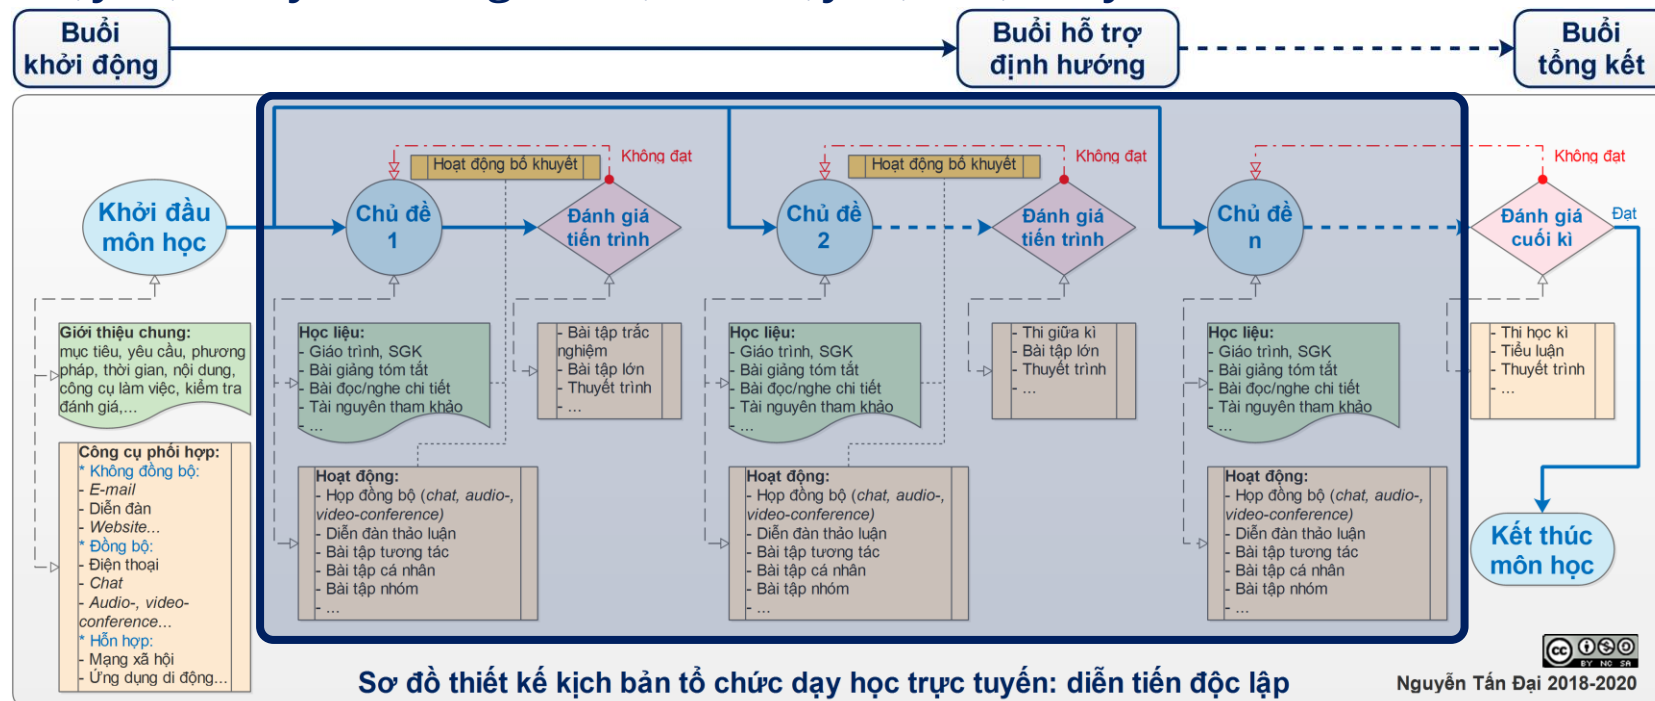 Buổi
khởi động
Buổi hỗ trợ
định hướng
Buổi
tổng kết
Khởi đầu
môn học
Giới thiệu chung:
mục tiêu, yêu cầu, phương
pháp, thời gian, nội dung,
công cụ làm việc, kiểm tra
đánh giá,...
Công cụ phối hợp:
* Không đồng bộ:
- E-mail
- Diễn đàn
- Website...
* Đồng bộ:
- Điện thoại
- Chat
- Audio-, video-
conference...
* Hỗn hợp:
- Mạng xã hội
- Ứng dụng di động...
Hoạt động bổ khuyết
Không đạt
Chủ đề
1
Đánh giá
tiến trình
Học liệu:
- Giáo trình, SGK
- Bài giảng tóm tắt
- Bài đọc/nghe chi tiết
- Tài nguyên tham khảo
- ...
- Bài tập trắc
nghiệm
- Bài tập lớn
- Thuyết trình
- ...
Hoạt động:
- Họp đồng bộ (chat, audio-,
video-conference)
- Diễn đàn thảo luận
- Bài tập tương tác
- Bài tập cá nhân
- Bài tập nhóm
- ...
Hoạt động bổ khuyết
Không đạt
Chủ đề
2
Đánh giá
tiến trình
Học liệu:
- Giáo trình, SGK
- Bài giảng tóm tắt
- Bài đọc/nghe chi tiết
- Tài nguyên tham khảo
- ...
- Thi giữa kì
- Bài tập lớn
- Thuyết trình
- ...
Hoạt động:
- Họp đồng bộ (chat, audio-,
video-conference)
- Diễn đàn thảo luận
- Bài tập tương tác
- Bài tập cá nhân
- Bài tập nhóm
- ...
Không đạt
Chủ đề
n
Đánh giá
cuối kì
Đạt
Học liệu:
- Giáo trình, SGK
- Bài giảng tóm tắt
- Bài đọc/nghe chi tiết
- Tài nguyên tham khảo
- ...
- Thi học kì
- Tiểu luận
- Thuyết trình
- ...
Hoạt động:
- Họp đồng bộ (chat, audio-,
video-conference)
- Diễn đàn thảo luận
- Bài tập tương tác
- Bài tập cá nhân
- Bài tập nhóm
- ...
Kết thúc
môn học
cc
BY NC SA
Sơ đồ thiết kế kịch bản tổ chức dạy học trực tuyến: diễn tiến độc lập
Nguyễn Tấn Đại 2018-2020